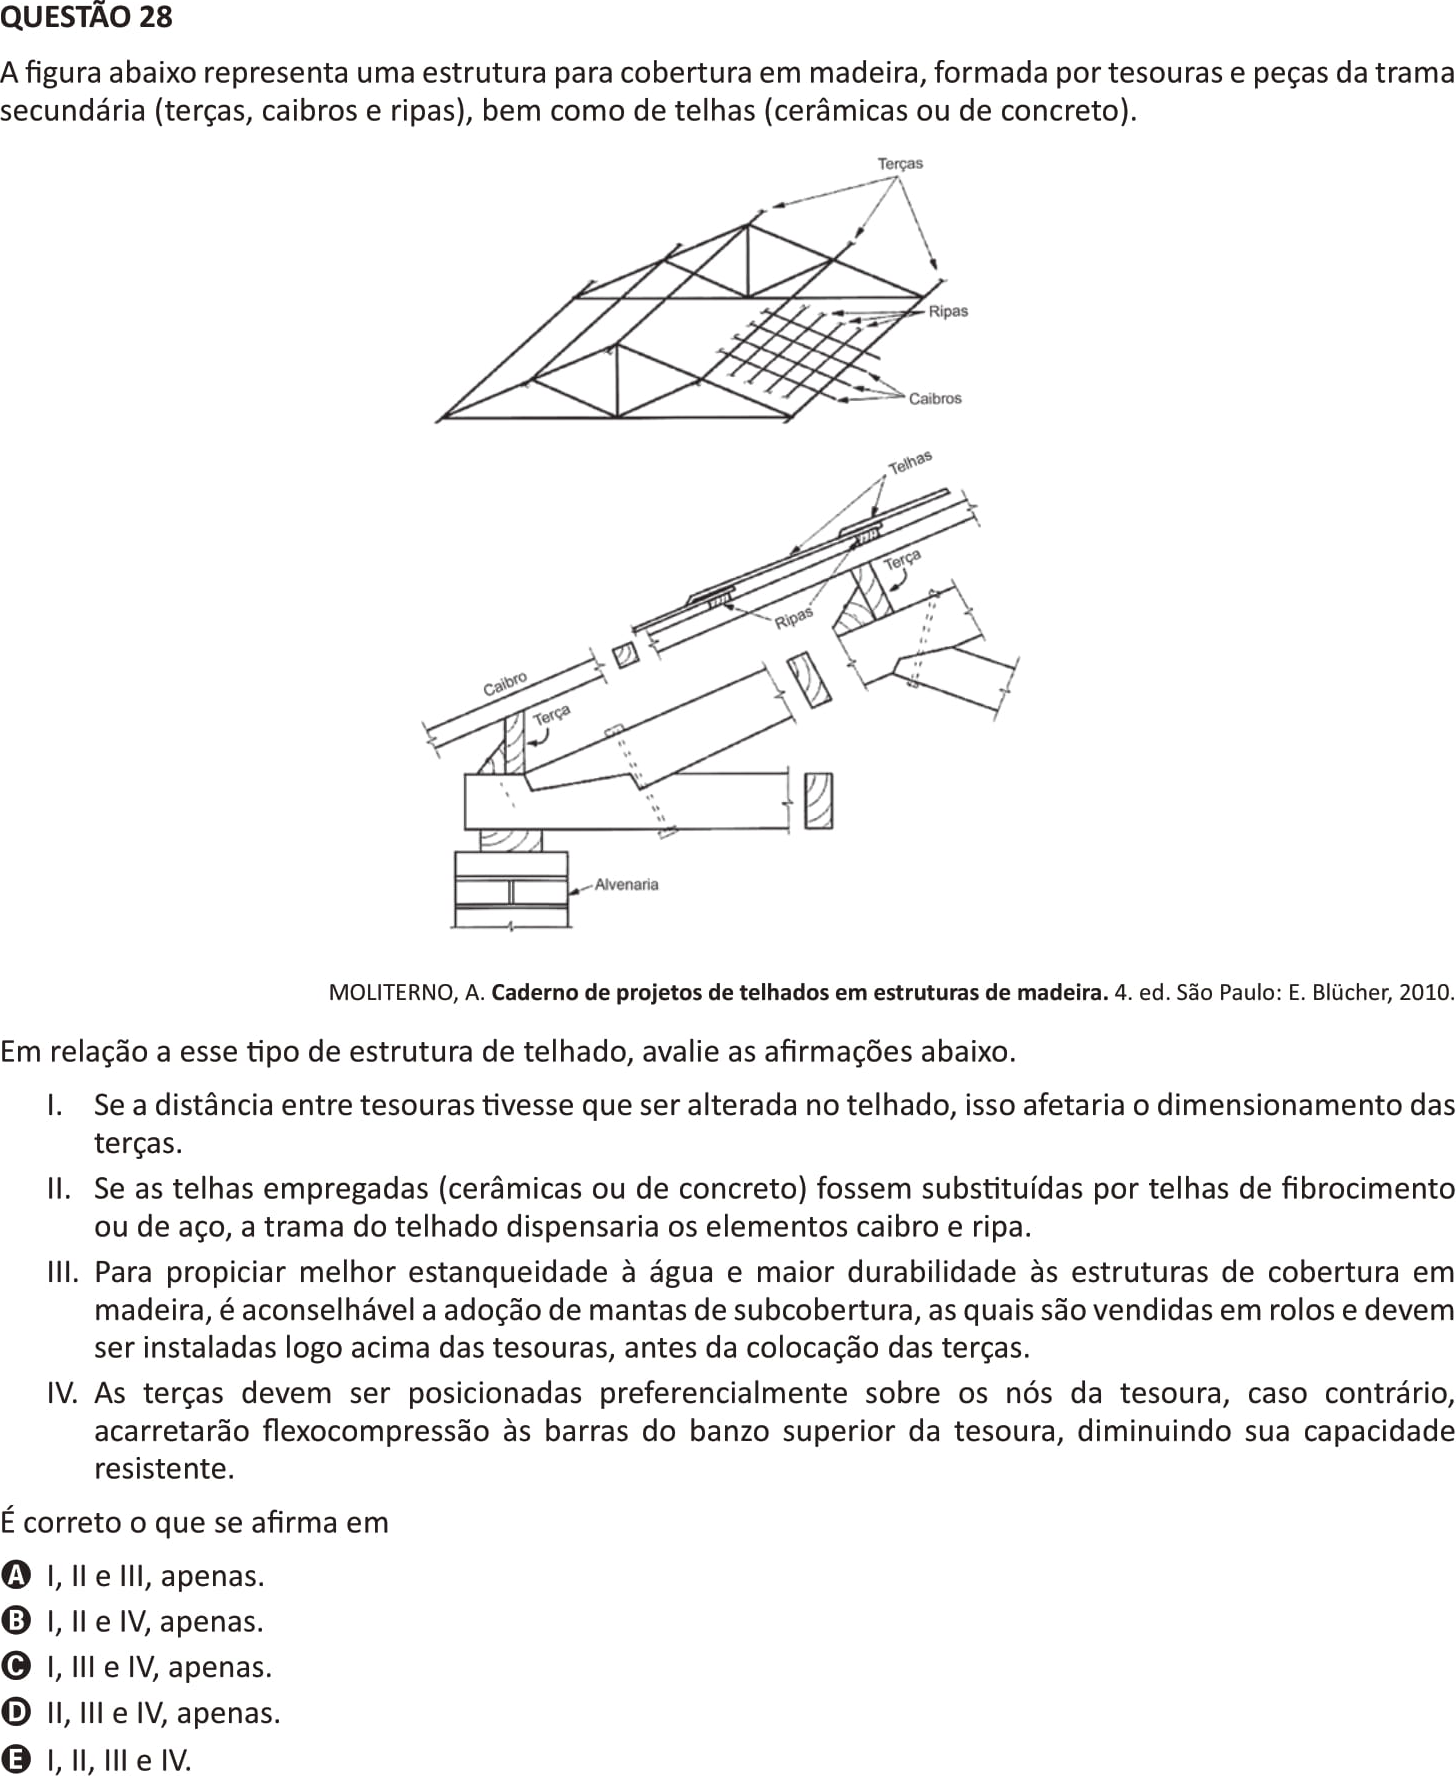 QUESTÃO 28
A figura abaixo representa uma estrutura para cobertura em madeira, formada por tesouras e peças da trama
secundária (terças, caibros e ripas), bem como de telhas (cerâmicas ou de concreto).
Terças
Ripas
Caibros
Telhas
Terça
Ripas
Caibro
Terça
Alvenaria
MOLITERNO, A. Caderno de projetos de telhados em estruturas de madeira. 4. ed. São Paulo: E. Blücher, 2010.
Em relação a esse tipo de estrutura de telhado, avalie as afirmações abaixo.
I. Se a distância entre tesouras tivesse que ser alterada no telhado, isso afetaria o dimensionamento das
terças.
II. Se as telhas empregadas (cerâmicas ou de concreto) fossem substituídas por telhas de fibrocimento
ou de aço, a trama do telhado dispensaria os elementos caibro e ripa.
III. Para propiciar melhor estanqueidade à água e maior durabilidade às estruturas de cobertura em
madeira, é aconselhável a adoção de mantas de subcobertura, as quais são vendidas em rolos e devem
ser instaladas logo acima das tesouras, antes da colocação das terças.
IV. As terças devem ser posicionadas preferencialmente sobre os nós da tesoura, caso contrário,
acarretarão flexocompressão às barras do banzo superior da tesoura, diminuindo sua capacidade
resistente.
É correto o que se afirma em
A I, II e III, apenas.
B I, II e IV, apenas.
C I, III e IV, apenas.
D II, III e IV, apenas.
E I, II, III e IV.